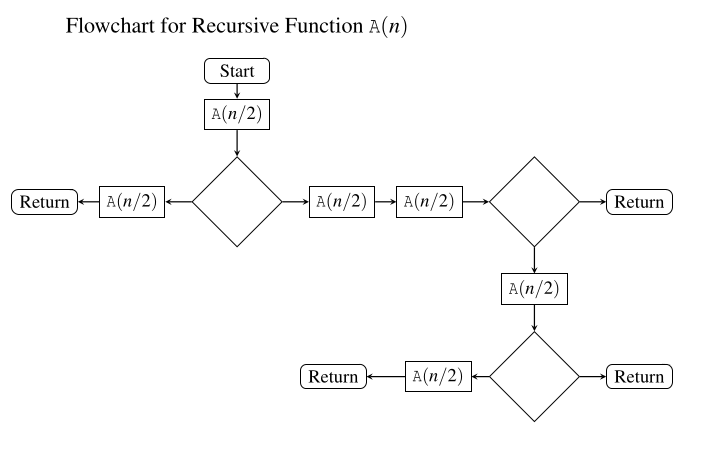 Flowchart for Recursive Function A(n)
Start
A(n/2)
Return
A(n/2)
A(n/2)
A(n/2)
Return
A(n/2)
Return
A(n/2)
Return